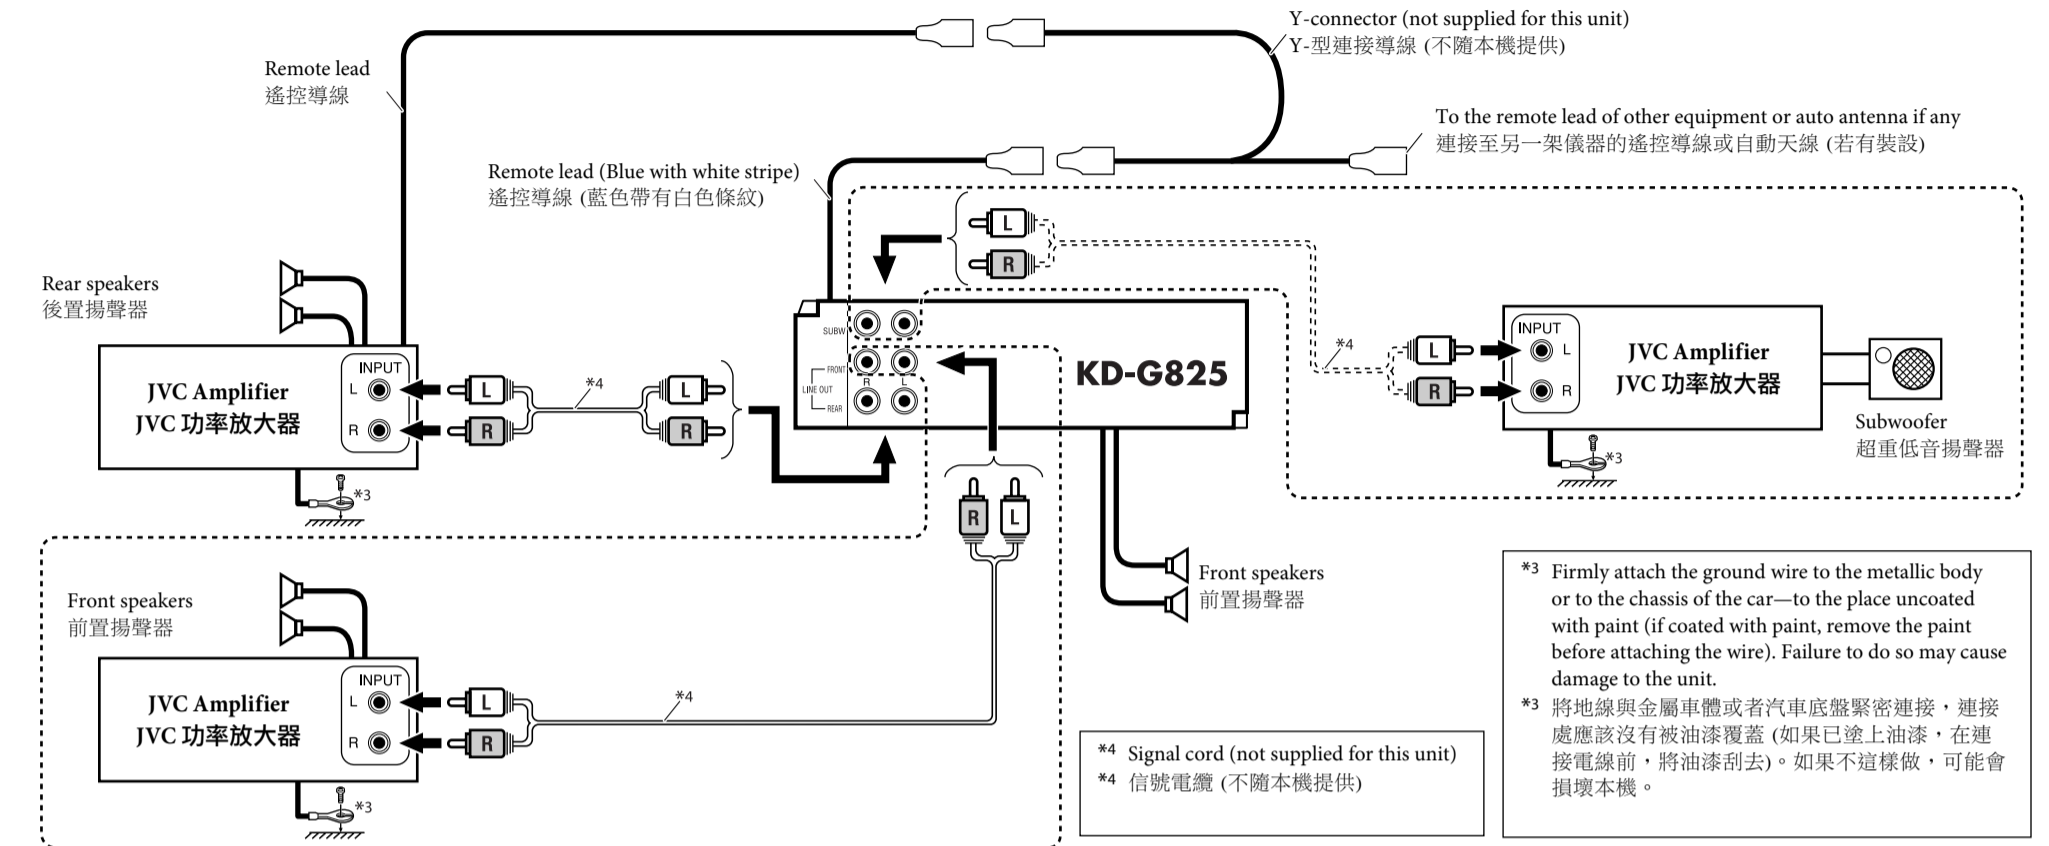 Y-connector (not supplied for this unit)
Y-型連接導線 (不隨本機提供)
Remote lead
遙控導線
To the remote lead of other equipment or auto antenna if any
連接至另一架儀器的遙控導線或自動天線 (若有裝設)
Remote lead (Blue with white stripe)
遙控導線 (藍色帶有白色條紋)
L
R
Rear speakers
後置揚聲器
JVC Amplifier
JVC 功率放大器
INPUT
L
R
L
R
*4
L
R
*3
SUBW
FRONT
LINE OUT
REAR
R
L
KD-G825
*4
L
R
INPUT
L
R
JVC Amplifier
JVC 功率放大器
Subwoofer
超重低音揚聲器
*3
R
L
Front speakers
前置揚聲器
Front speakers
前置揚聲器
JVC Amplifier
JVC 功率放大器
INPUT
L
R
L
R
*4
*3
*4 Signal cord (not supplied for this unit)
*4 信號電纜 (不隨本機提供)
*3 Firmly attach the ground wire to the metallic body
or to the chassis of the car—to the place uncoated
with paint (if coated with paint, remove the paint
before attaching the wire). Failure to do so may cause
damage to the unit.
*3 將地線與金屬車體或者汽車底盤緊密連接，連接
處應該沒有被油漆覆蓋 (如果已塗上油漆，在連
接電線前，將油漆刮去)。如果不這樣做，可能會
損壞本機。